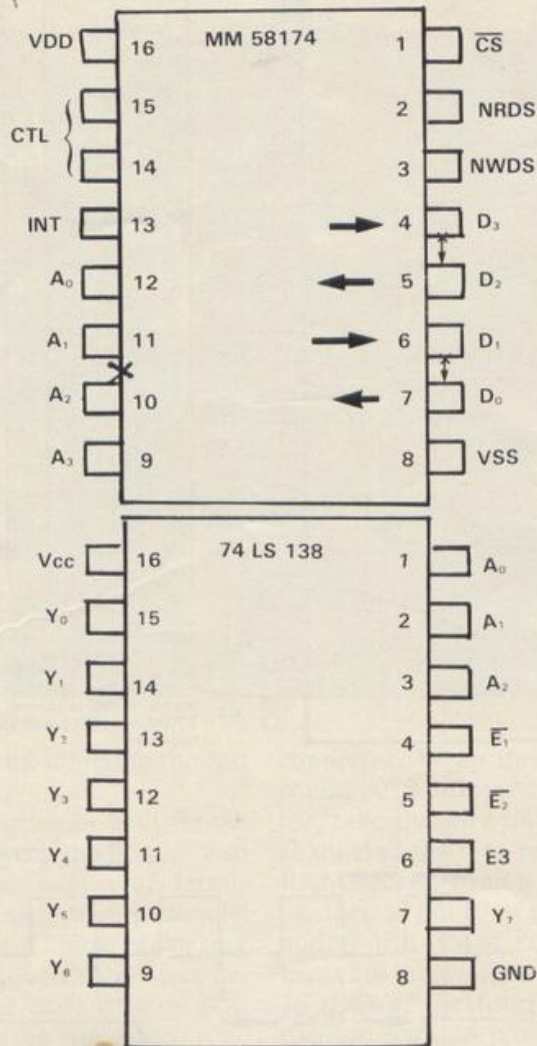 MM 58174
VDD 16 1 C̅S̅
15 2 NRDS
CTL
14 3 NWDS
INT 13 4 D₃
A₀ 12 5 D₂
A₁ 11 6 D₁
A₂ 10 7 D₀
A₃ 9 8 VSS
74 LS 138
Vcc 16 1 A₀
Y₀ 15 2 A₁
Y₁ 14 3 A₂
Y₂ 13 4 E̅₁
Y₃ 12 5 E̅₂
Y₄ 11 6 E3
Y₅ 10 7 Y₇
Y₆ 9 8 GND